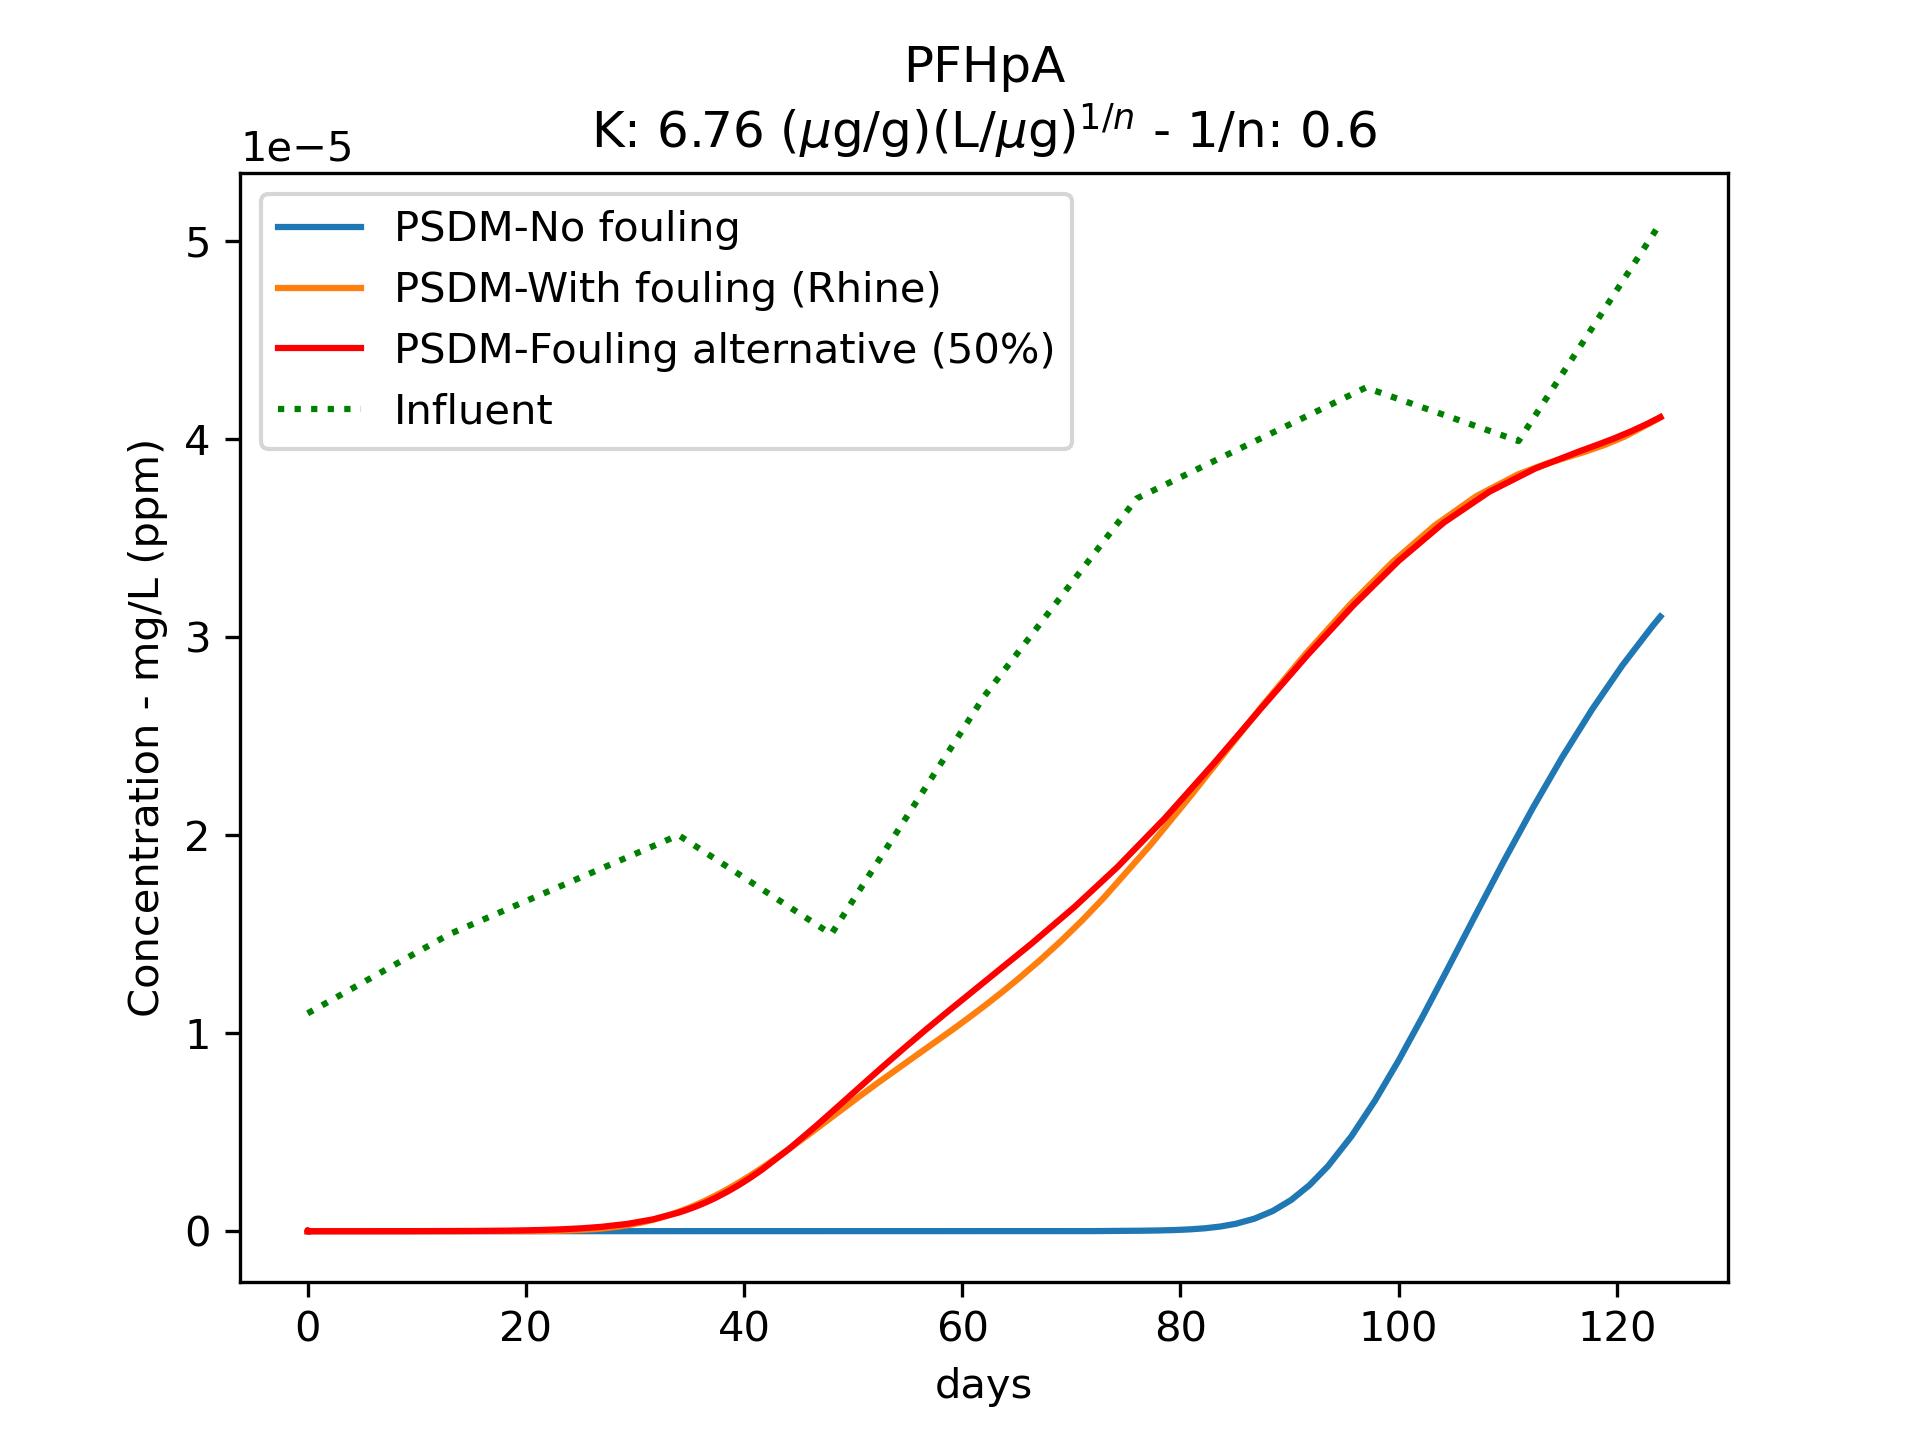 PFHpA
K: 6.76 (μg/g)(L/μg)^{1/n} - 1/n: 0.6
1e−5
PSDM-No fouling
PSDM-With fouling (Rhine)
PSDM-Fouling alternative (50%)
Influent
5
4
3
2
1
0
Concentration - mg/L (ppm)
0 20 40 60 80 100 120
days